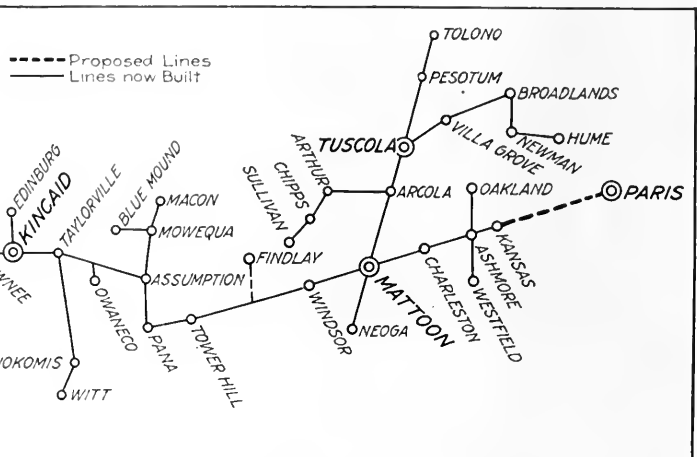 TOLONO
Proposed Lines
Lines now Built
PESOTUM
BROADLANDS
VILLA GROVE
NEWMAN
HUME
TUSCOLA
ARTHUR
CHIPPS
SULLIVAN
ARCOLA
OAKLAND
PARIS
EDINBURG
KINCAID
TAYLORVILLE
BLUE MOUND
MACON
MOWEQUA
FINDLAY
ASSUMPTION
WNEE
OWANECO
PANA
TOWER HILL
WINDSOR
MATTOON
NEOGA
CHARLESTON
KANSAS
ASHMORE
WESTFIELD
NOKOMIS
WITT